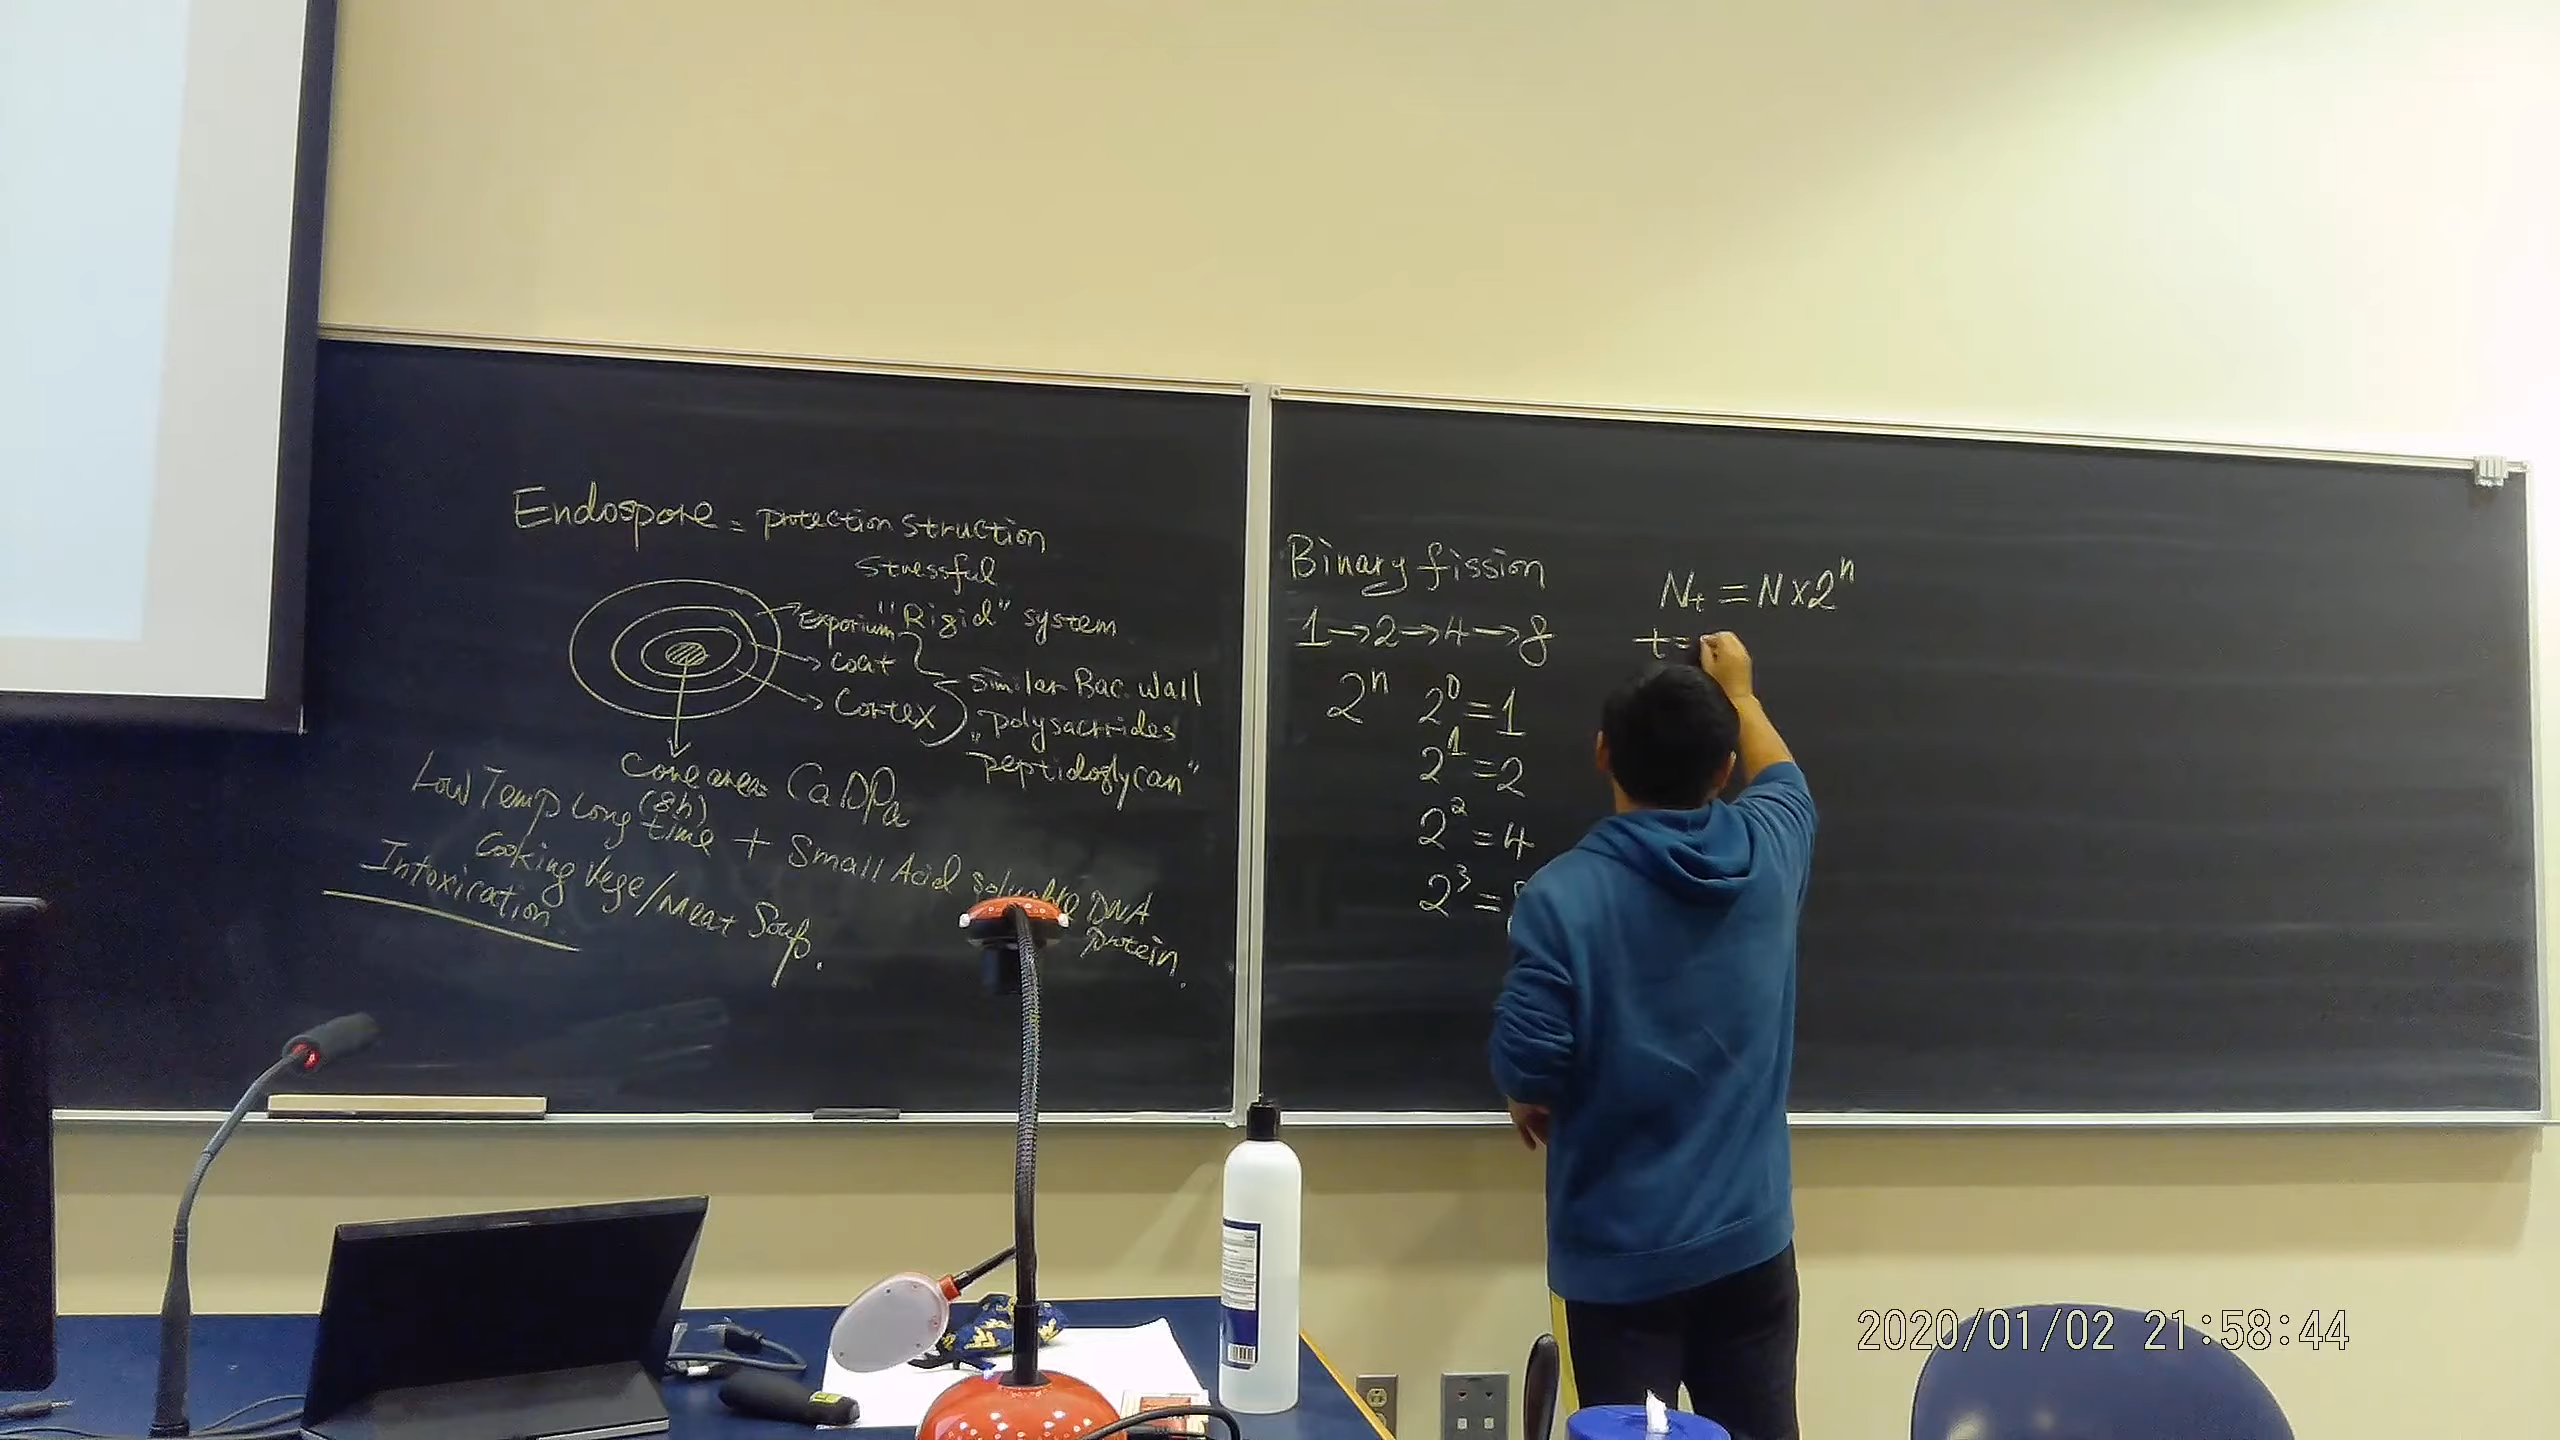 Endospore = protection struction
stressful
Exporium "Rigid" system
coat
Cortex
similar Bac. wall
polysactrides
"peptidoglycan"
Core area: CaDPa
Low Temp Long time (8h)
+ Small Acid Soluable DNA
Protein.
Cooking Vege/Meat Soup.
Intoxication
Binary fission
1→2→4→8
2ⁿ 2⁰=1
2¹=2
2²=4
2³=
Nt = N×2ⁿ
t=
2020/01/02 21:58:44